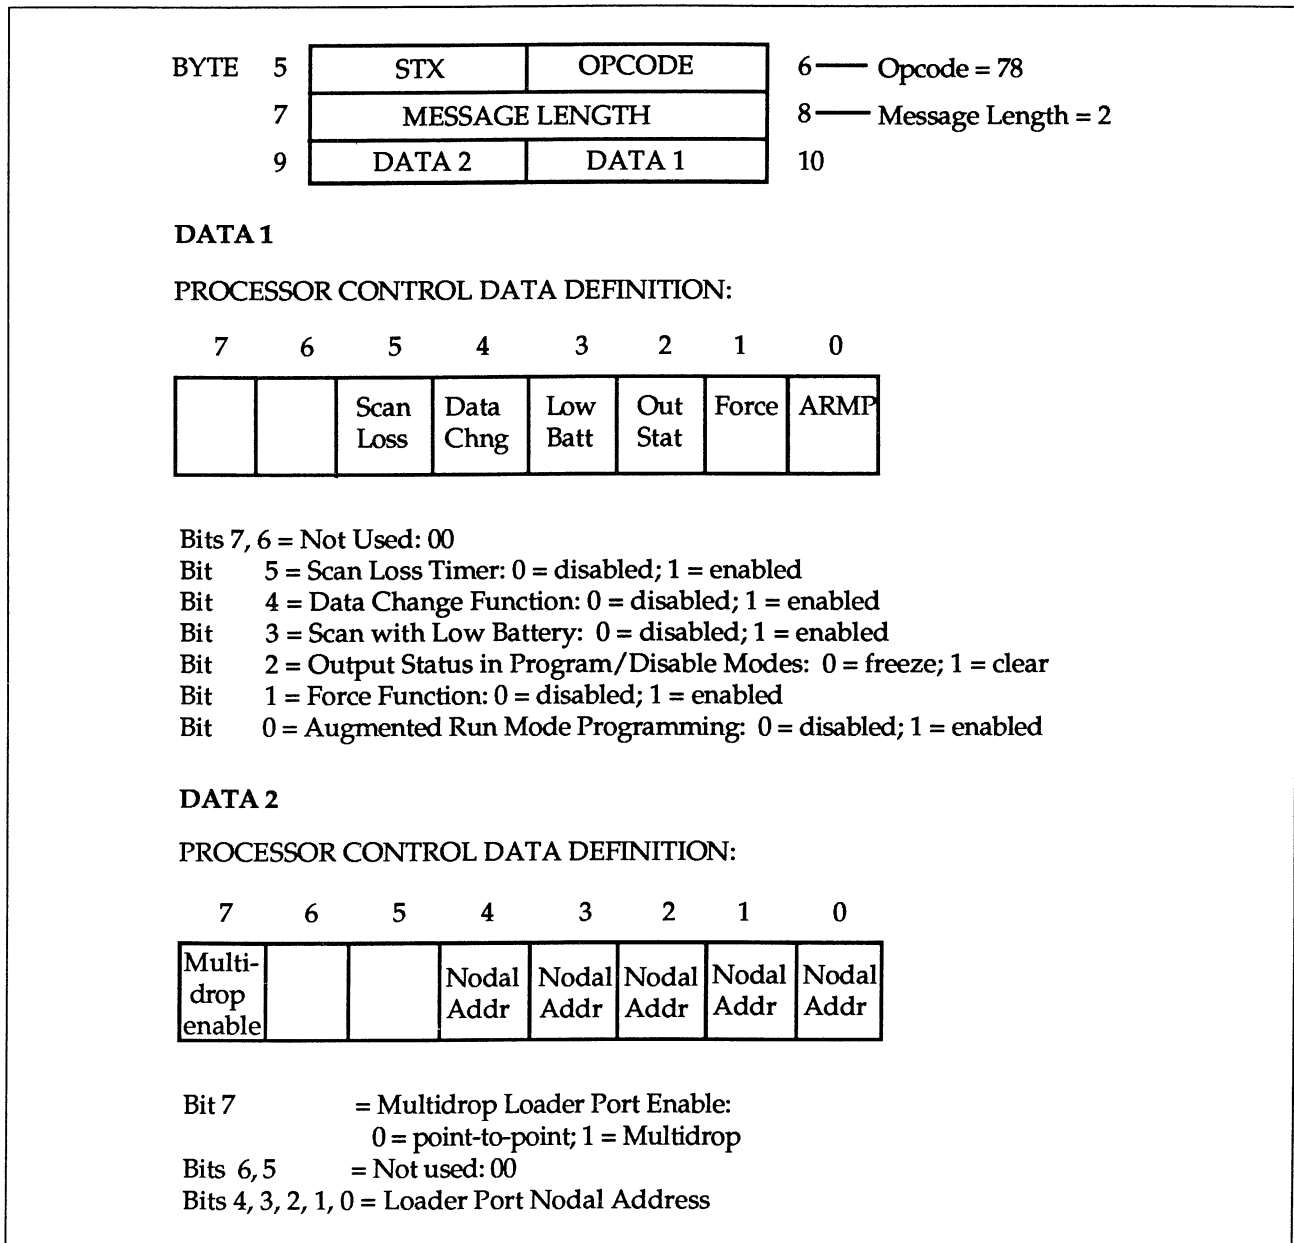 BYTE 5 STX OPCODE 6 Opcode = 78
7 MESSAGE LENGTH 8 Message Length = 2
9 DATA 2 DATA 1 10
DATA 1
PROCESSOR CONTROL DATA DEFINITION:
7 6 5 4 3 2 1 0
Scan Data Low Out Force ARMP
Loss Chng Batt Stat
Bits 7, 6 = Not Used: 00
Bit 5 = Scan Loss Timer: 0 = disabled; 1 = enabled
Bit 4 = Data Change Function: 0 = disabled; 1 = enabled
Bit 3 = Scan with Low Battery: 0 = disabled; 1 = enabled
Bit 2 = Output Status in Program/Disable Modes: 0 = freeze; 1 = clear
Bit 1 = Force Function: 0 = disabled; 1 = enabled
Bit 0 = Augmented Run Mode Programming: 0 = disabled; 1 = enabled
DATA 2
PROCESSOR CONTROL DATA DEFINITION:
7 6 5 4 3 2 1 0
Multi-
drop Nodal Nodal Nodal Nodal Nodal
enable Addr Addr Addr Addr Addr
Bit 7 = Multidrop Loader Port Enable:
0 = point-to-point; 1 = Multidrop
Bits 6, 5 = Not used: 00
Bits 4, 3, 2, 1, 0 = Loader Port Nodal Address